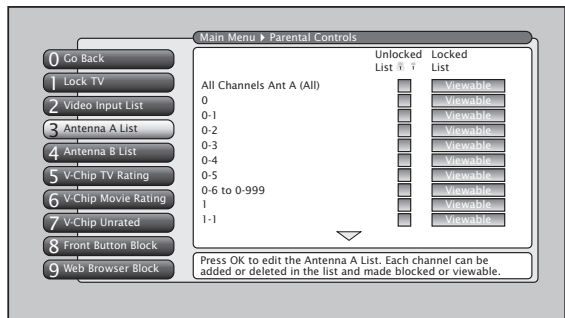 Main Menu ▶ Parental Controls
0 Go Back
1 Lock TV
2 Video Input List
3 Antenna A List
4 Antenna B List
5 V-Chip TV Rating
6 V-Chip Movie Rating
7 V-Chip Unrated
8 Front Button Block
9 Web Browser Block
Unlocked Locked
List List
All Channels Ant A (All) Viewable
0 Viewable
0-1 Viewable
0-2 Viewable
0-3 Viewable
0-4 Viewable
0-5 Viewable
0-6 to 0-999 Viewable
1 Viewable
1-1 Viewable
Press OK to edit the Antenna A List. Each channel can be
added or deleted in the list and made blocked or viewable.